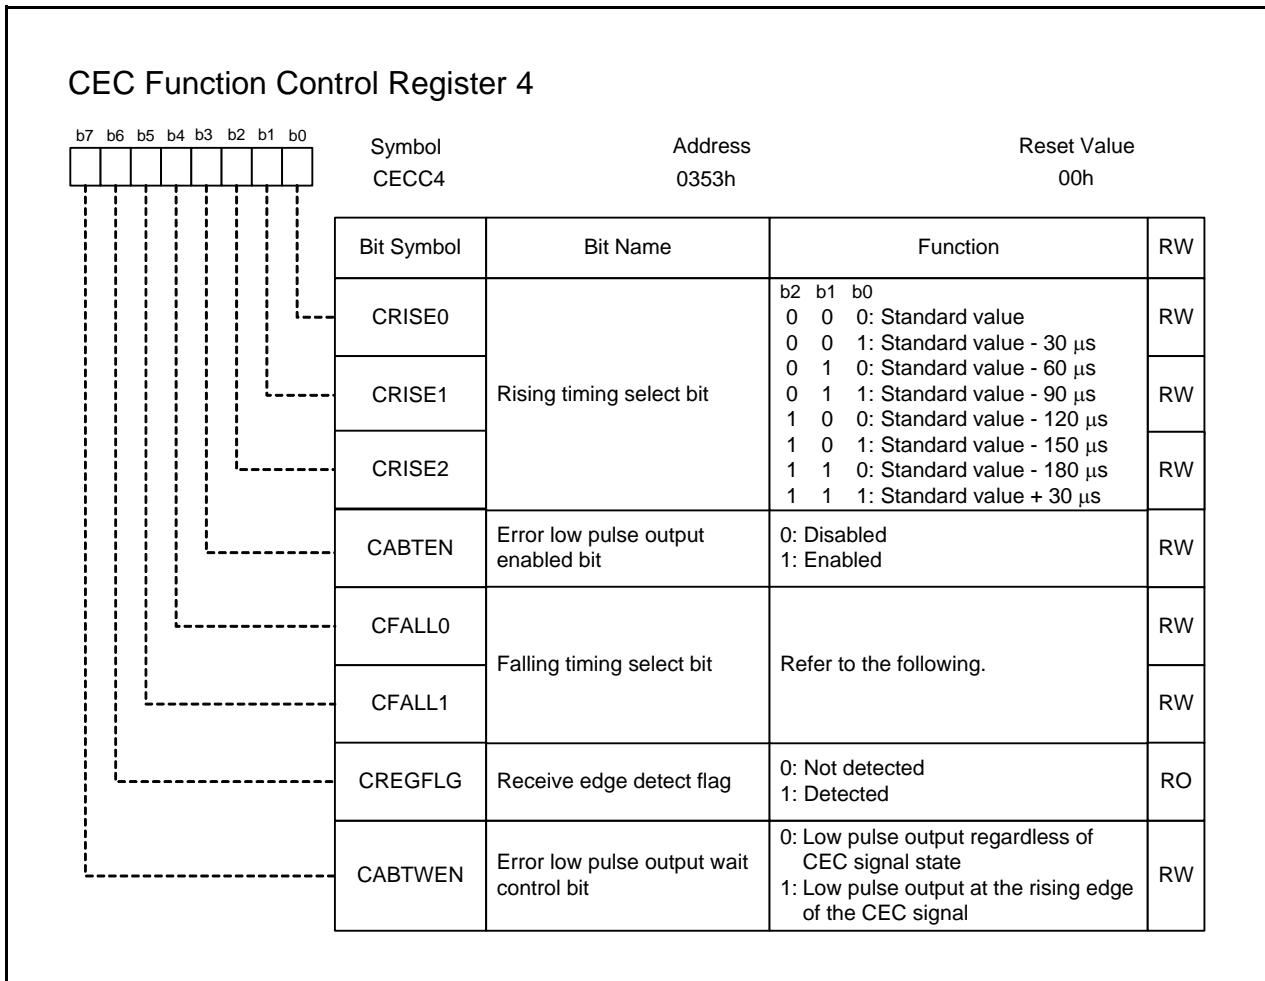 CEC Function Control Register 4
b7 b6 b5 b4 b3 b2 b1 b0
Symbol Address Reset Value
CECC4 0353h 00h
Bit Symbol Bit Name Function RW
CRISE0 RW
CRISE1 RW
CRISE2 RW
Rising timing select bit
b2 b1 b0
0 0 0: Standard value
0 0 1: Standard value - 30 μs
0 1 0: Standard value - 60 μs
0 1 1: Standard value - 90 μs
1 0 0: Standard value - 120 μs
1 0 1: Standard value - 150 μs
1 1 0: Standard value - 180 μs
1 1 1: Standard value + 30 μs
CABTEN
Error low pulse output
enabled bit
0: Disabled
1: Enabled
RW
CFALL0 RW
CFALL1 RW
Falling timing select bit
Refer to the following.
CREGFLG
Receive edge detect flag
0: Not detected
1: Detected
RO
CABTWEN
Error low pulse output wait
control bit
0: Low pulse output regardless of
CEC signal state
1: Low pulse output at the rising edge
of the CEC signal
RW